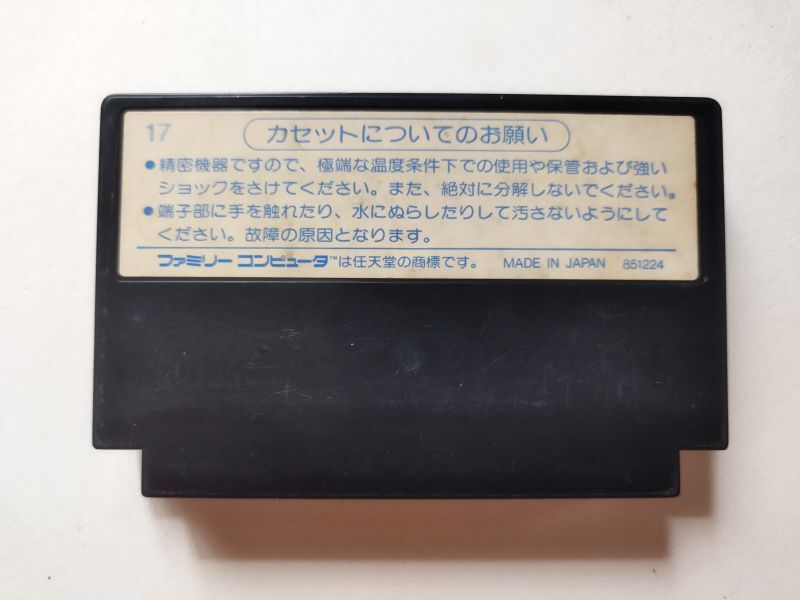 17 カセットについてのお願い
●精密機器ですので、極端な温度条件下での使用や保管および強い
ショックをさけてください。また、絶対に分解しないでください。
●端子部に手を触れたり、水にぬらしたりして汚さないようにして
ください。故障の原因となります。
ファミリー コンピュータ™は任天堂の商標です。 MADE IN JAPAN 851224